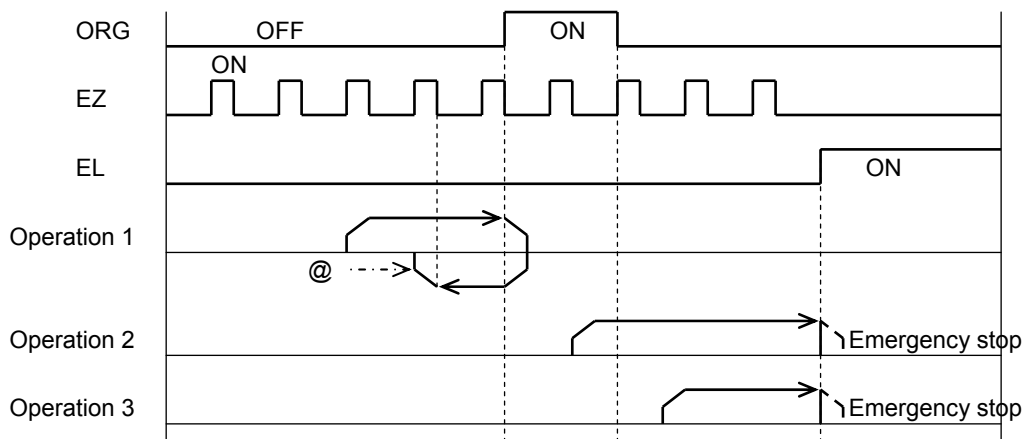 ORG OFF ON
ON
EZ
EL ON
Operation 1
@
Operation 2 Emergency stop
Operation 3 Emergency stop